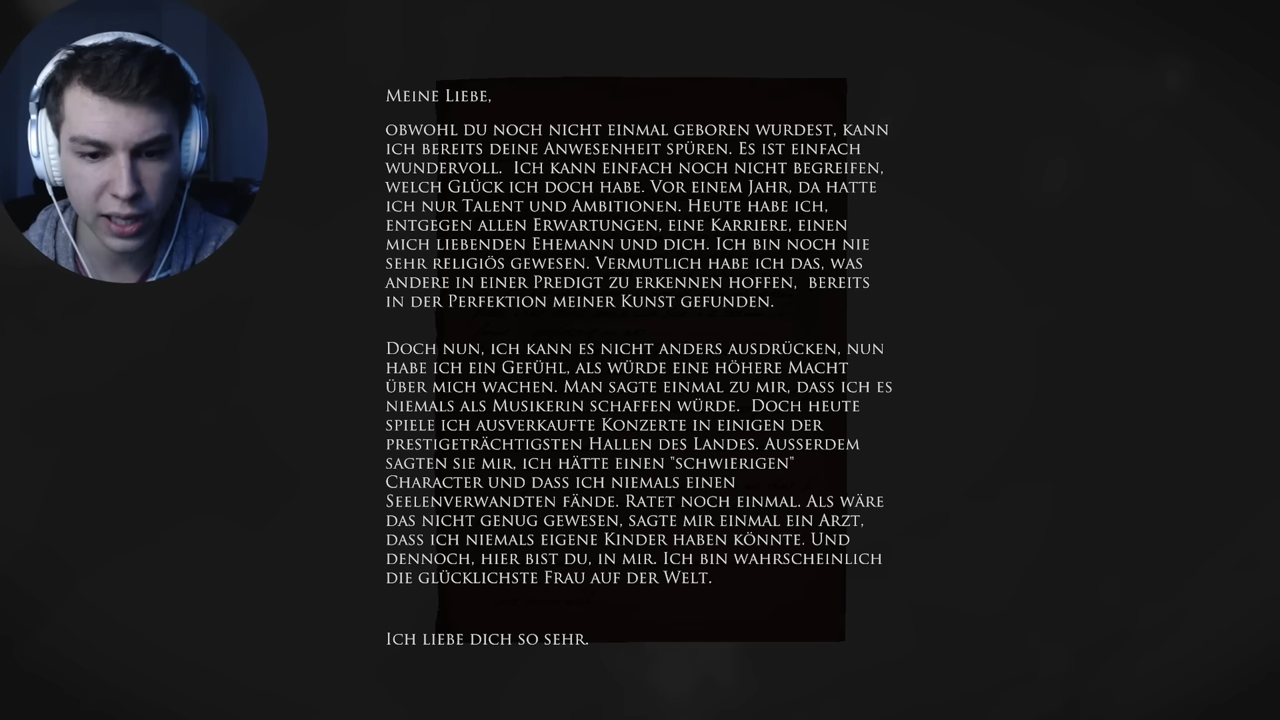 Meine Liebe,
obwohl du noch nicht einmal geboren wurdest, kann
ich bereits deine Anwesenheit spüren. Es ist einfach
wundervoll. Ich kann einfach noch nicht begreifen,
welch Glück ich doch habe. Vor einem Jahr, da hatte
ich nur Talent und Ambitionen. Heute habe ich,
entgegen allen Erwartungen, eine Karriere, einen
mich liebenden Ehemann und dich. Ich bin noch nie
sehr religiös gewesen. Vermutlich habe ich das, was
andere in einer Predigt zu erkennen hoffen, bereits
in der Perfektion meiner Kunst gefunden.
Doch nun, ich kann es nicht anders ausdrücken, nun
habe ich ein Gefühl, als würde eine höhere Macht
über mich wachen. Man sagte einmal zu mir, dass ich es
niemals als Musikerin schaffen würde. Doch heute
spiele ich ausverkaufte Konzerte in einigen der
prestigeträchtigsten Hallen des Landes. Ausserdem
sagten sie mir, ich hätte einen "schwierigen"
Character und dass ich niemals einen
Seelenverwandten fände. Ratet noch einmal. Als wäre
das nicht genug gewesen, sagte mir einmal ein Arzt,
dass ich niemals eigene Kinder haben könnte. Und
dennoch, hier bist du, in mir. Ich bin wahrscheinlich
die glücklichste Frau auf der Welt.
Ich liebe dich so sehr.